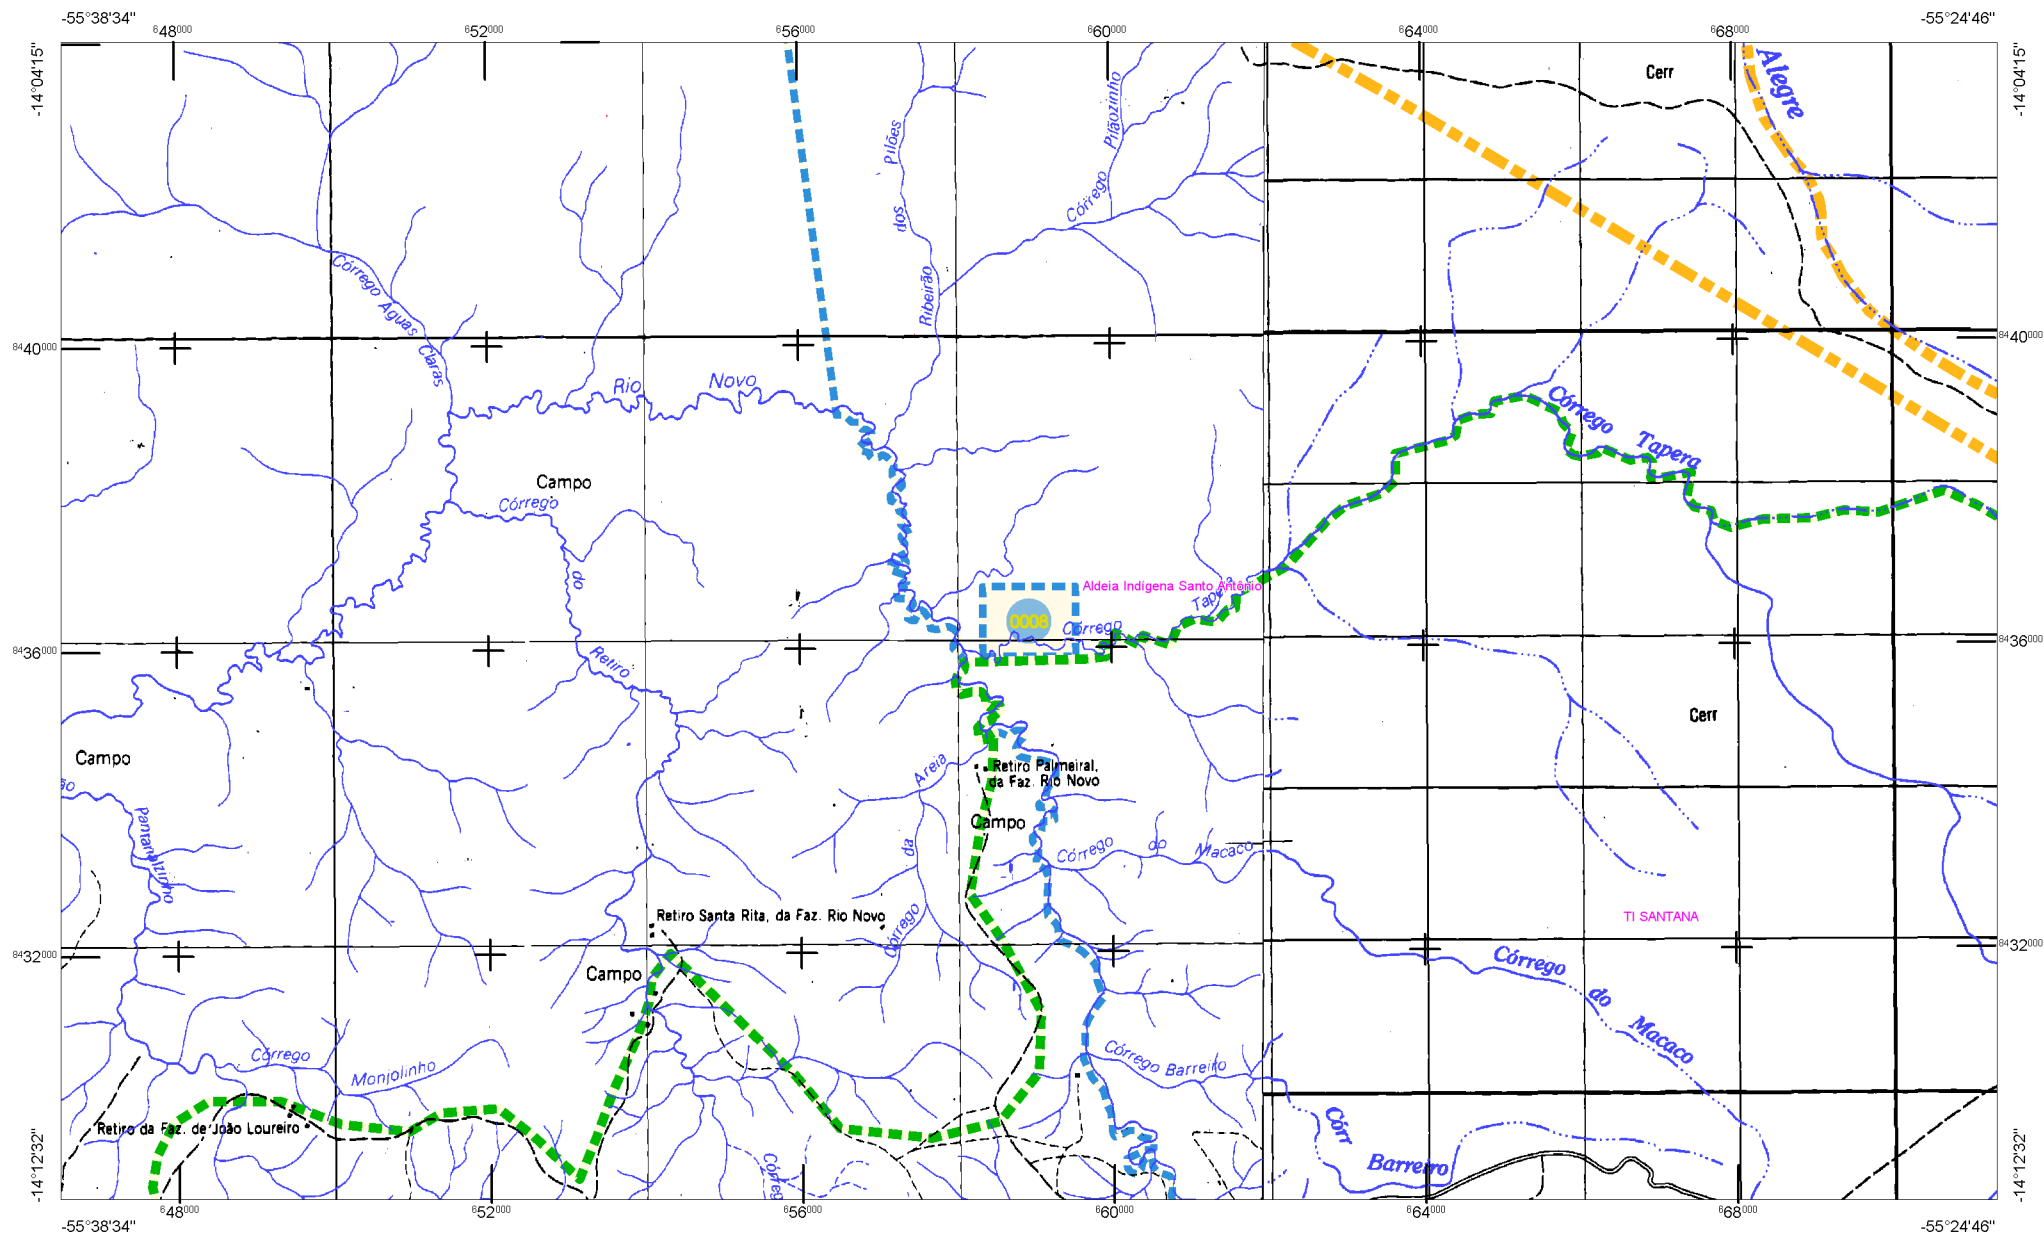 -55°38'34"
-55°24'46"
648000
652000
656000
660000
664000
668000
-14°04'15"
-14°04'15"
Cerr
Alegre
Pilãozinho
Córrego
Pilões
dos
Ribeirão
Córrego Aguas
Claras
8440000
8440000
Rio
Novo
Córrego
Tapera
Campo
Córrego
do
Retiro
Aldeia Indígena Santo Antônio
0008
Córrego
8436000
8436000
Cerr
Campo
ão
Pantanalzinho
Areia
da
Córrego
Retiro Palmeiral,
da Faz. Rio Novo
Campo
Córrego
do
Macaco
Retiro Santa Rita, da Faz. Rio Novo
TI SANTANA
8432000
8432000
Campo
Córrego
do
Macaco
Córrego
Monjolinho
Córrego Barreiro
Retiro da Faz. de João Loureiro
Córr
Barreiro
Córreg
-14°12'32"
-14°12'32"
648000
652000
656000
660000
664000
668000
-55°38'34"
-55°24'46"